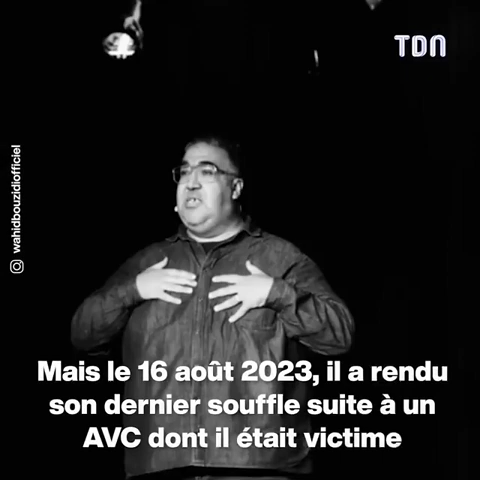 TDN
wahidbouzidiofficiel
Mais le 16 août 2023, il a rendu
son dernier souffle suite à un
AVC dont il était victime